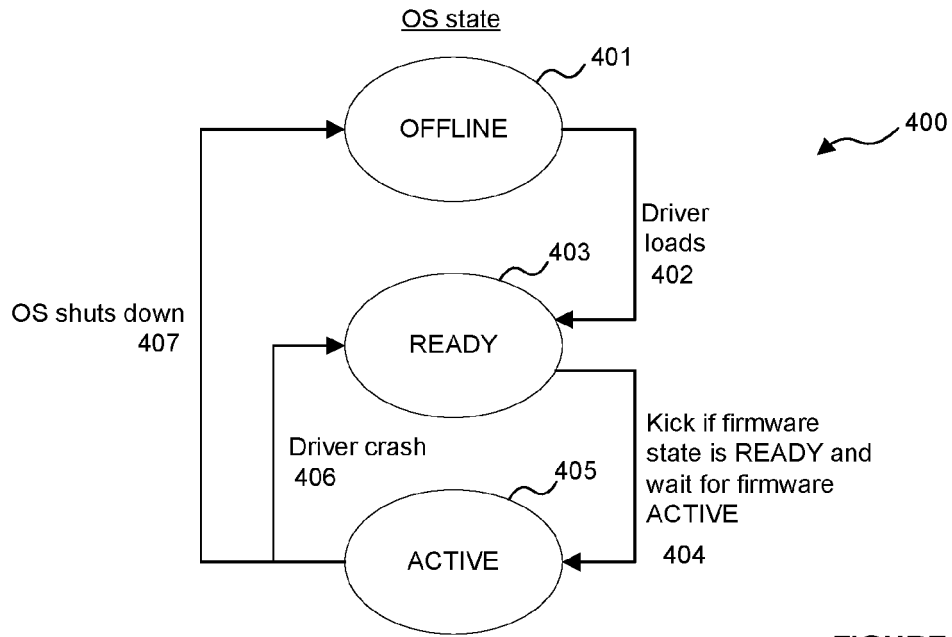 OS state
401
OFFLINE
400
Driver
loads
402
403
READY
OS shuts down
407
Driver crash
406
Kick if firmware
state is READY and
wait for firmware
ACTIVE
404
405
ACTIVE
FIGURE